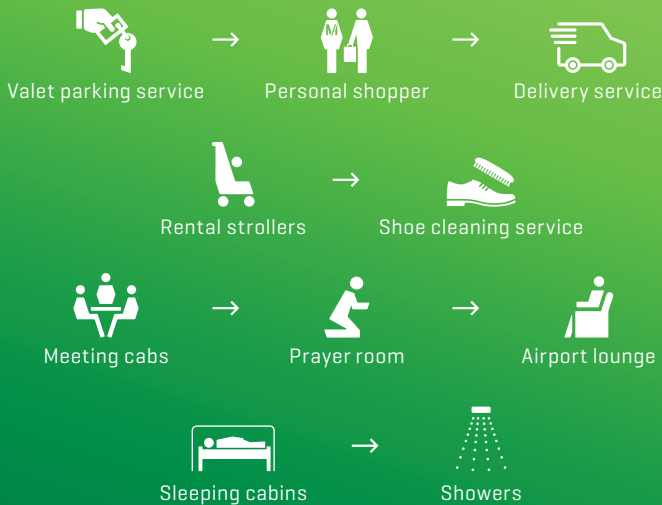 M
Valet parking service → Personal shopper → Delivery service
Rental strollers → Shoe cleaning service
Meeting cabs → Prayer room → Airport lounge
Sleeping cabins → Showers